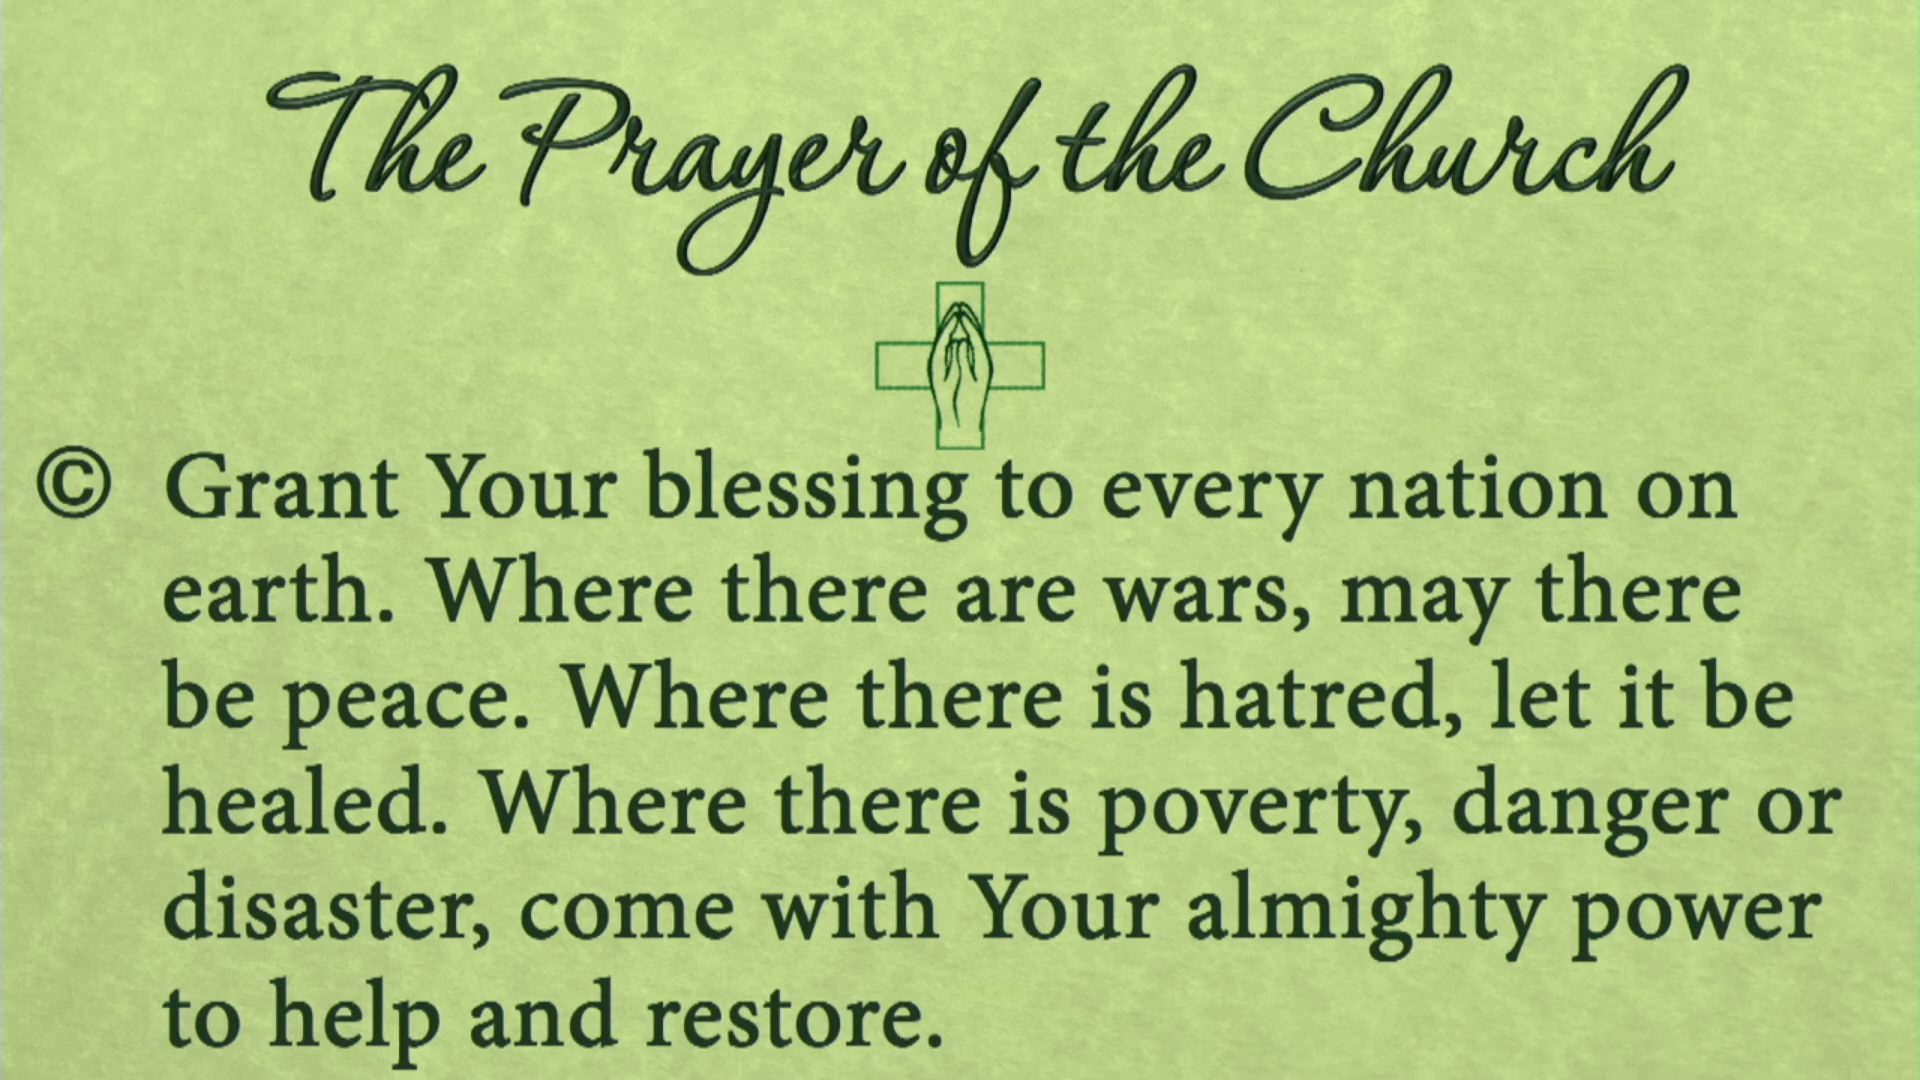 The Prayer of the Church
© Grant Your blessing to every nation on
earth. Where there are wars, may there
be peace. Where there is hatred, let it be
healed. Where there is poverty, danger or
disaster, come with Your almighty power
to help and restore.